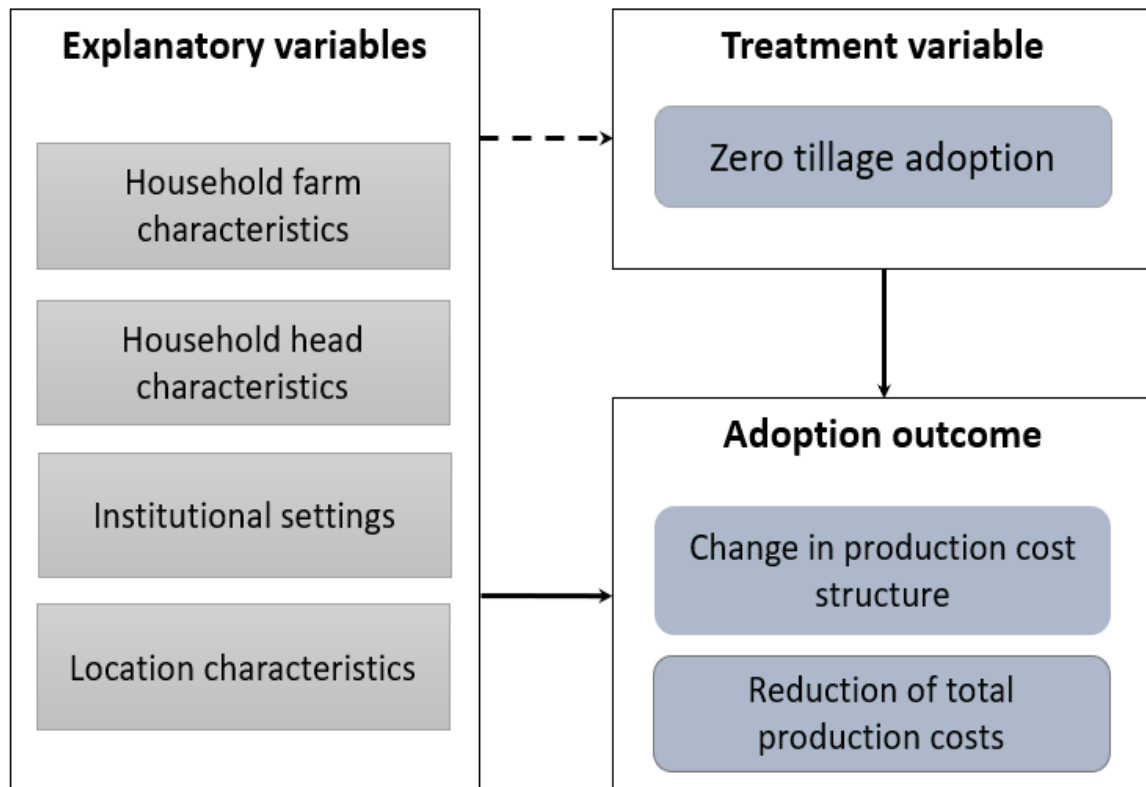 Explanatory variables
Household farm
characteristics
Household head
characteristics
Institutional settings
Location characteristics
Treatment variable
Zero tillage adoption
Adoption outcome
Change in production cost
structure
Reduction of total
production costs